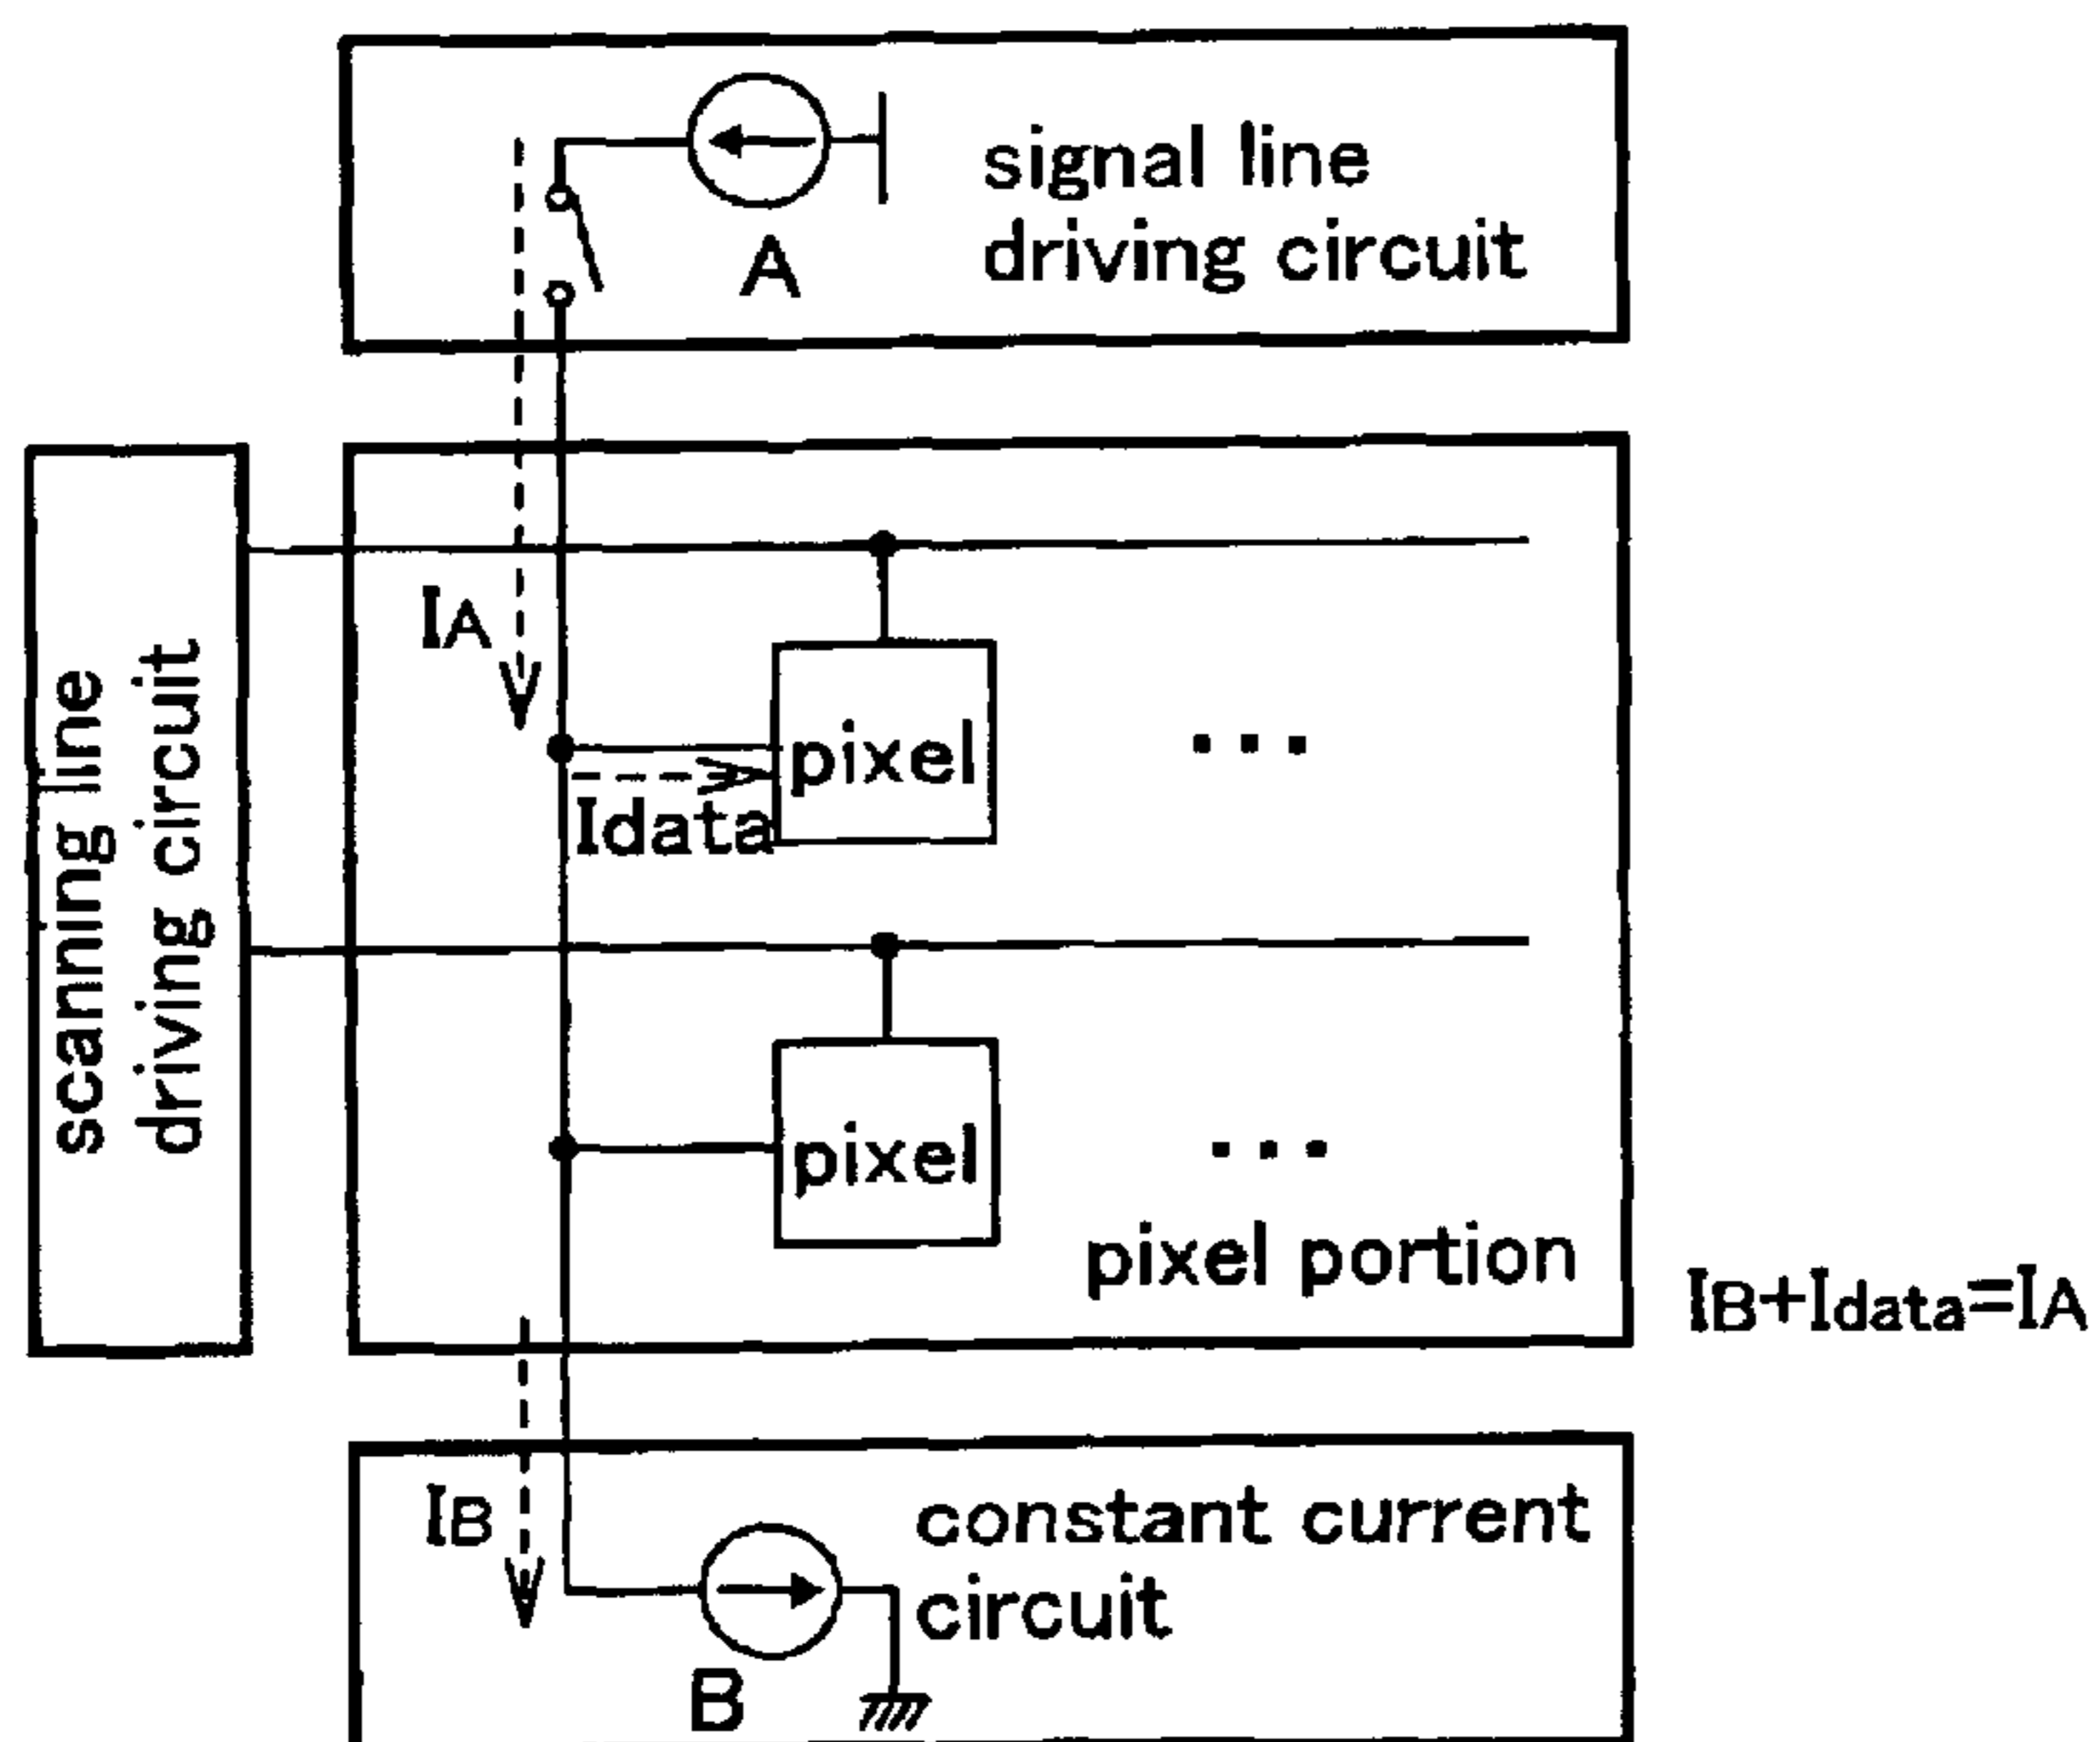 signal line
driving circuit
A
scanning line
driving circuit
IA
pixel
...
Idata
pixel
...
pixel portion
IB+Idata=IA
IB
constant current
circuit
B